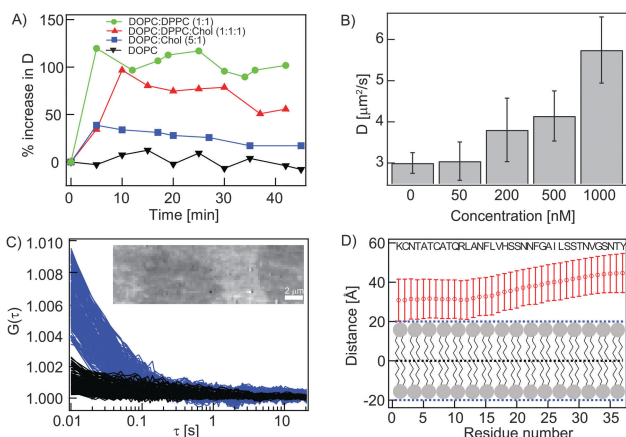 A)
DOPC:DPPC (1:1)
DOPC:DPPC:Chol (1:1:1)
DOPC:Chol (5:1)
DOPC
% increase in D
100
50
0
0
10
20
30
40
Time [min]
B)
D [μm²/s]
6
5
4
3
0
50
200
500
1000
Concentration [nM]
C)
G(τ)
1.010
1.008
1.006
1.004
1.002
1.000
2 μm
0.01
0.1
1
10
τ [s]
D)
KCNTATCATQRLANFLVHSSNNFGAILSSTNVGSNTY
Distance [Å]
60
40
20
0
-20
0
5
10
15
20
25
30
35
Residue number